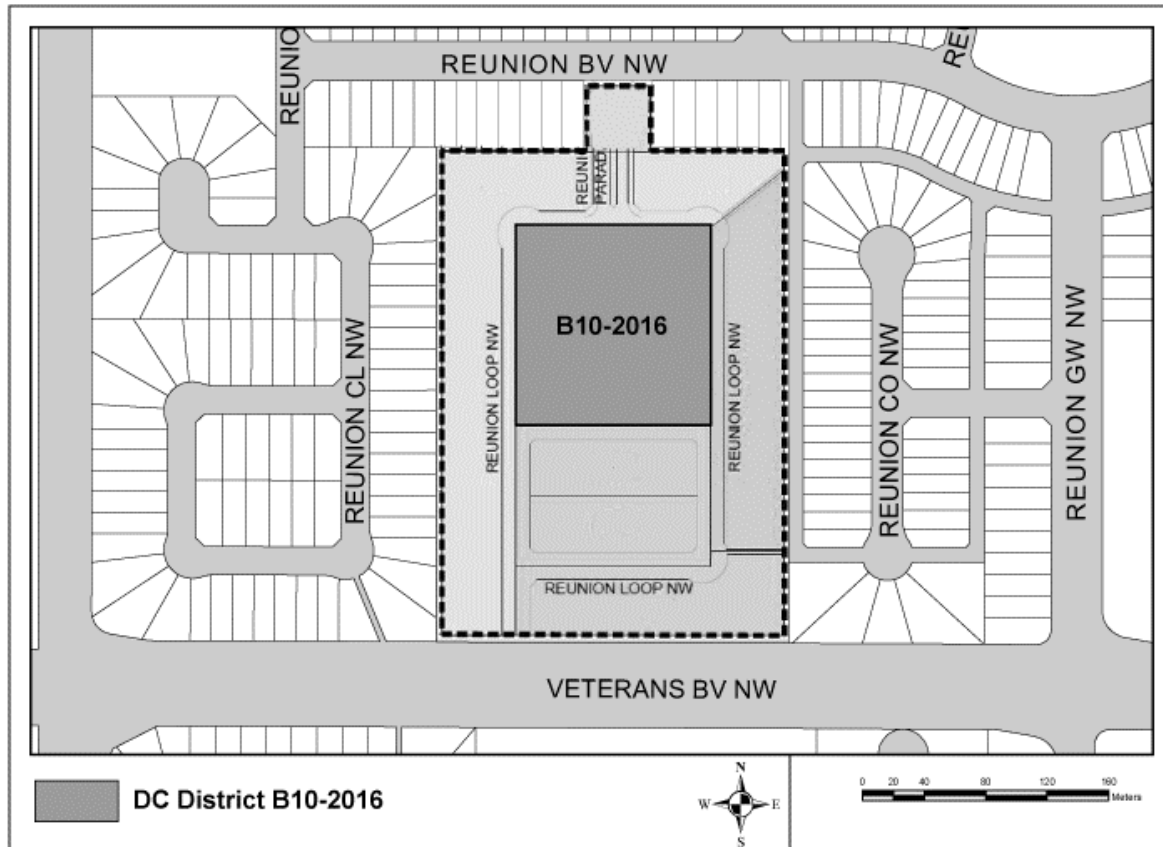 REUNIO
REUNION BV NW
RE
REUNI
PARAD
B10-2016
REUNION LOOP NW
REUNION LOOP NW
REUNION CL NW
REUNION CO NW
REUNION GW NW
REUNION LOOP NW
VETERANS BV NW
DC District B10-2016
N
W E
S
0 20 40 80 120 160
Meters